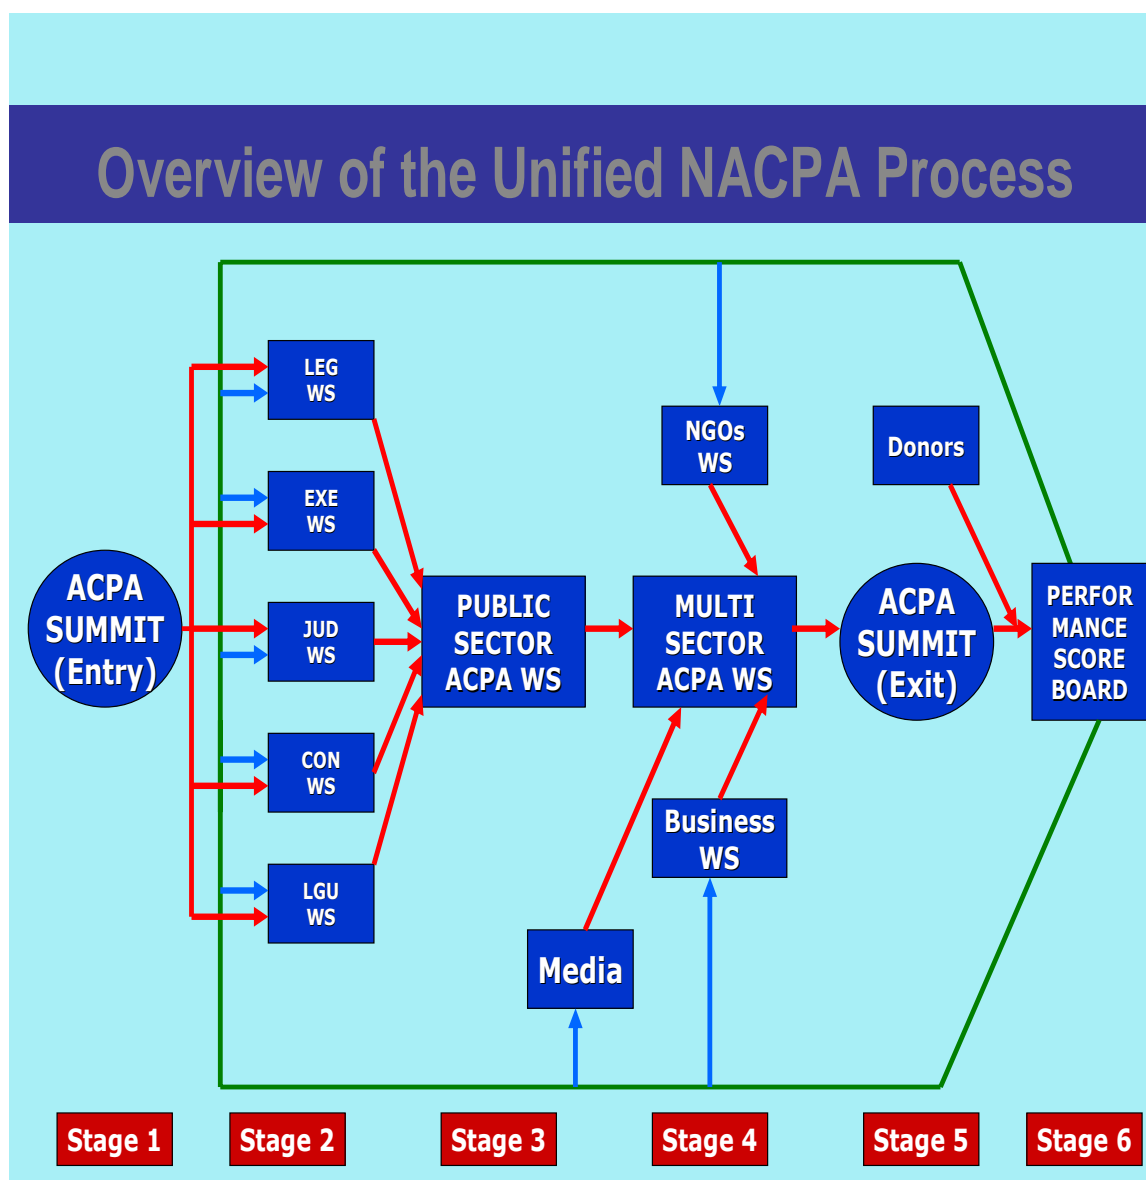 Overview of the Unified NACPA Process
LEG
WS
EXE
WS
JUD
WS
CON
WS
LGU
WS
ACPA
SUMMIT
(Entry)
PUBLIC
SECTOR
ACPA WS
NGOs
WS
MULTI
SECTOR
ACPA WS
Business
WS
Media
Donors
ACPA
SUMMIT
(Exit)
PERFOR
MANCE
SCORE
BOARD
Stage 1
Stage 2
Stage 3
Stage 4
Stage 5
Stage 6